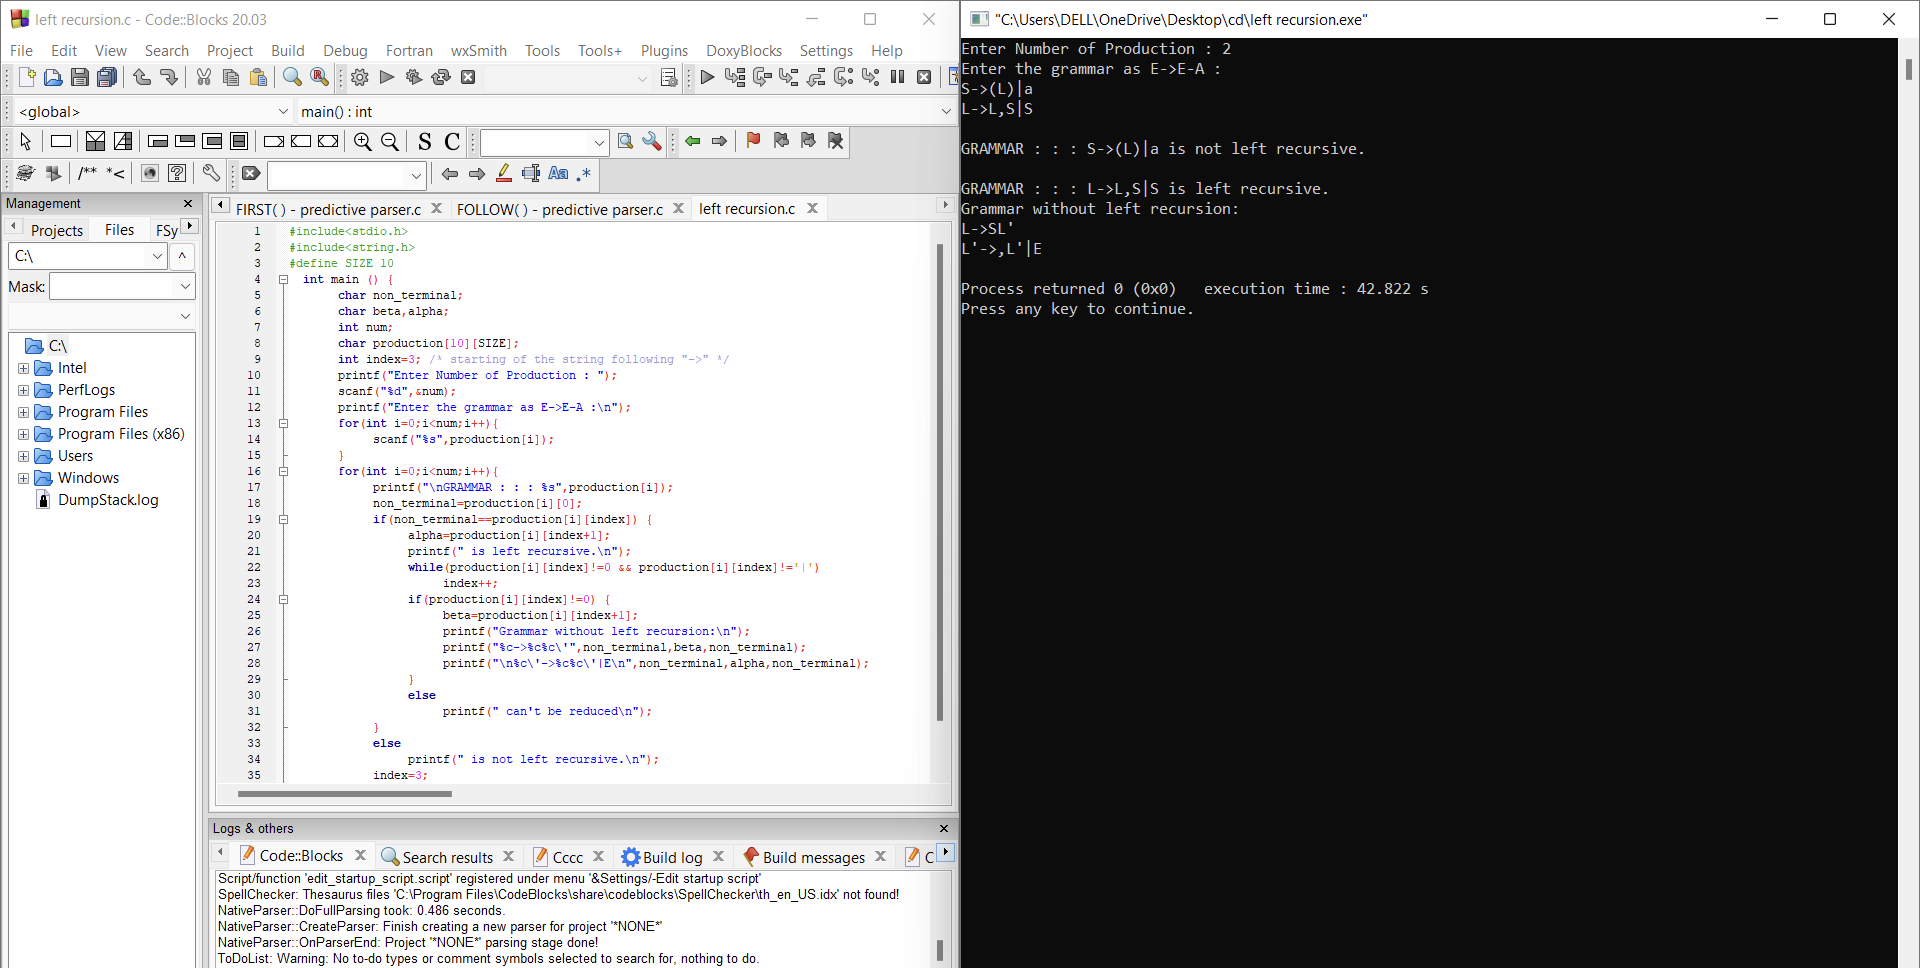 left recursion.c - Code::Blocks 20.03
File Edit View Search Project Build Debug Fortran wxSmith Tools Tools+ Plugins DoxyBlocks Settings Help
<global> main() : int
S C
/** *< Aa .*
Management
Projects Files FSy
C:\
Mask:
C:\
Intel
PerfLogs
Program Files
Program Files (x86)
Users
Windows
DumpStack.log
FIRST( ) - predictive parser.c FOLLOW( ) - predictive parser.c left recursion.c
1 #include<stdio.h>
2 #include<string.h>
3 #define SIZE 10
4 int main () {
5 char non_terminal;
6 char beta,alpha;
7 int num;
8 char production[10][SIZE];
9 int index=3; /* starting of the string following "->" */
10 printf("Enter Number of Production : ");
11 scanf("%d",&num);
12 printf("Enter the grammar as E->E-A :\n");
13 for(int i=0;i<num;i++){
14 scanf("%s",production[i]);
15 }
16 for(int i=0;i<num;i++){
17 printf("\nGRAMMAR : : : %s",production[i]);
18 non_terminal=production[i][0];
19 if(non_terminal==production[i][index]) {
20 alpha=production[i][index+1];
21 printf(" is left recursive.\n");
22 while(production[i][index]!=0 && production[i][index]!='|')
23 index++;
24 if(production[i][index]!=0) {
25 beta=production[i][index+1];
26 printf("Grammar without left recursion:\n");
27 printf("%c->%c%c\'",non_terminal,beta,non_terminal);
28 printf("\n%c\'->%c%c\'|E\n",non_terminal,alpha,non_terminal);
29 }
30 else
31 printf(" can't be reduced\n");
32 }
33 else
34 printf(" is not left recursive.\n");
35 index=3;
Logs & others
Code::Blocks Search results Cccc Build log Build messages C
Script/function 'edit_startup_script.script' registered under menu '&Settings/-Edit startup script'
SpellChecker: Thesaurus files 'C:\Program Files\CodeBlocks\share\codeblocks\SpellChecker\th_en_US.idx' not found!
NativeParser::DoFullParsing took: 0.486 seconds.
NativeParser::CreateParser: Finish creating a new parser for project '*NONE*'
NativeParser::OnParserEnd: Project '*NONE*' parsing stage done!
ToDoList: Warning: No to-do types or comment symbols selected to search for, nothing to do.
"C:\Users\DELL\OneDrive\Desktop\cd\left recursion.exe"
Enter Number of Production : 2
Enter the grammar as E->E-A :
S->(L)|a
L->L,S|S
GRAMMAR : : : S->(L)|a is not left recursive.
GRAMMAR : : : L->L,S|S is left recursive.
Grammar without left recursion:
L->SL'
L'->,L'|E
Process returned 0 (0x0) execution time : 42.822 s
Press any key to continue.